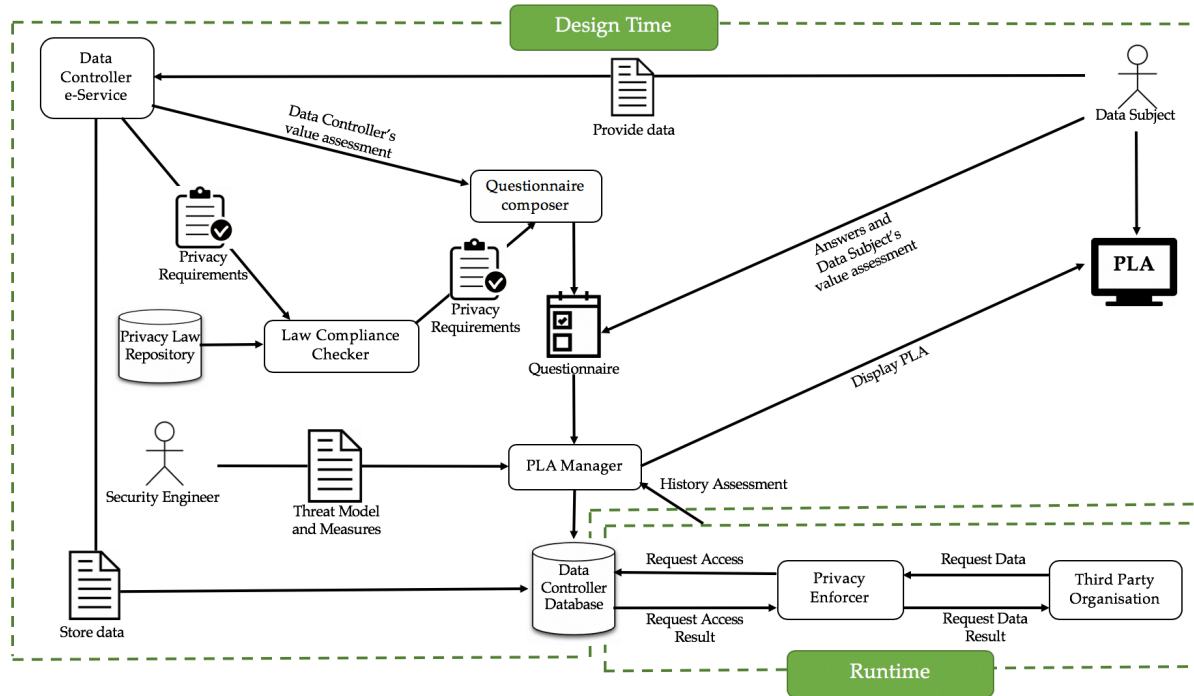 Design Time
Data
Controller
e-Service
Provide data
Data Subject
Data Controller's
value assessment
Questionnaire
composer
Privacy
Requirements
Answers and
Data Subject's
value assessment
PLA
Privacy
Requirements
Privacy Law
Repository
Law Compliance
Checker
Questionnaire
Display PLA
Security Engineer
Threat Model
and Measures
PLA Manager
History Assessment
Store data
Data
Controller
Database
Request Access
Request Access
Result
Privacy
Enforcer
Request Data
Request Data
Result
Third Party
Organisation
Runtime